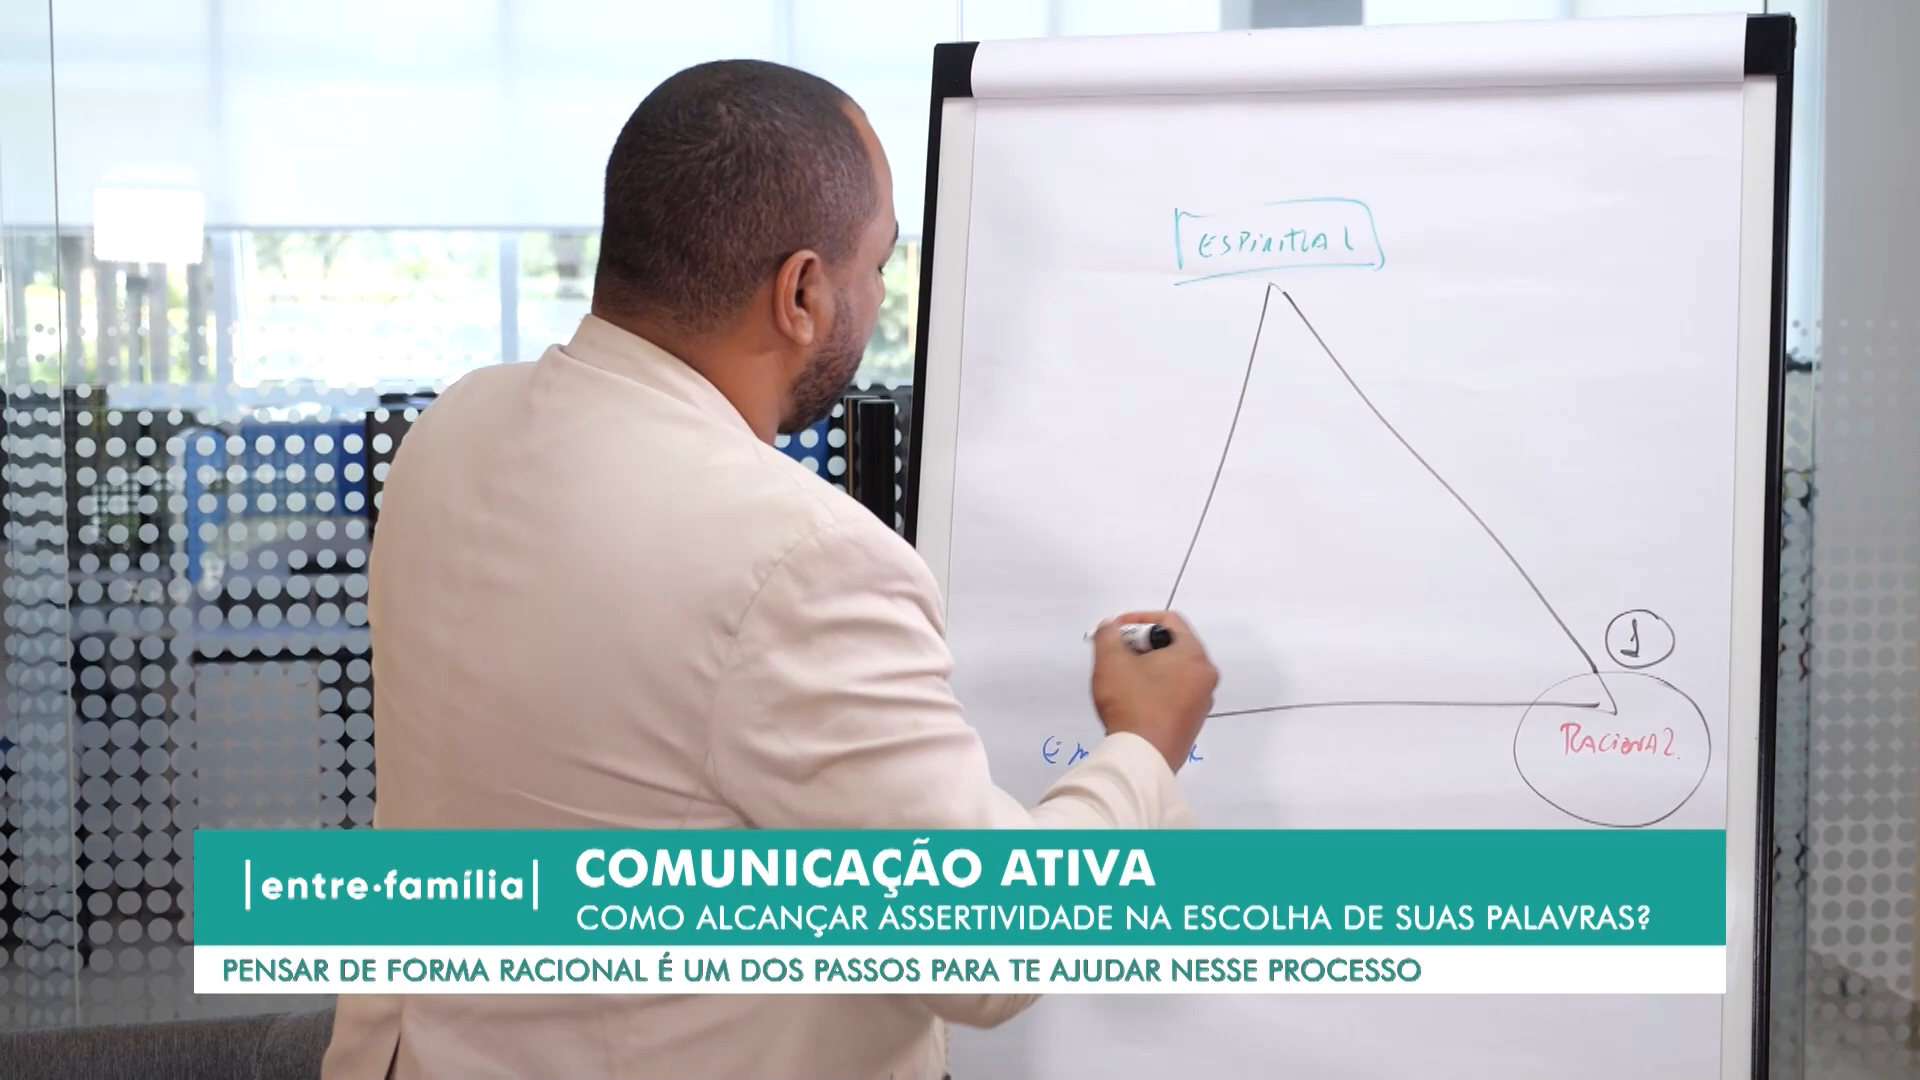 ESPIRITUAL
1
RACIONAL
|entre·família|
COMUNICAÇÃO ATIVA
COMO ALCANÇAR ASSERTIVIDADE NA ESCOLHA DE SUAS PALAVRAS?
PENSAR DE FORMA RACIONAL É UM DOS PASSOS PARA TE AJUDAR NESSE PROCESSO